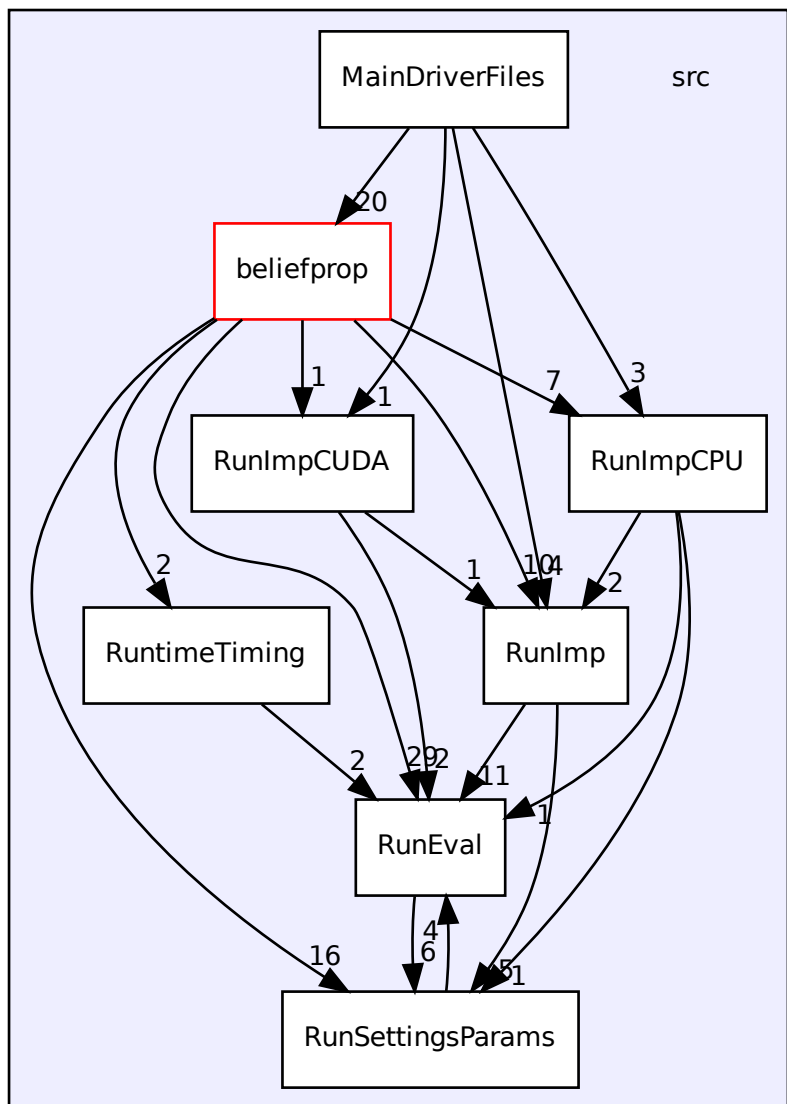 MainDriverFiles
src
20
beliefprop
1
1
7
3
RunImpCUDA
RunImpCPU
2
1
10
4
2
RuntimeTiming
RunImp
2
29
2
11
1
RunEval
4
6
16
5
1
RunSettingsParams